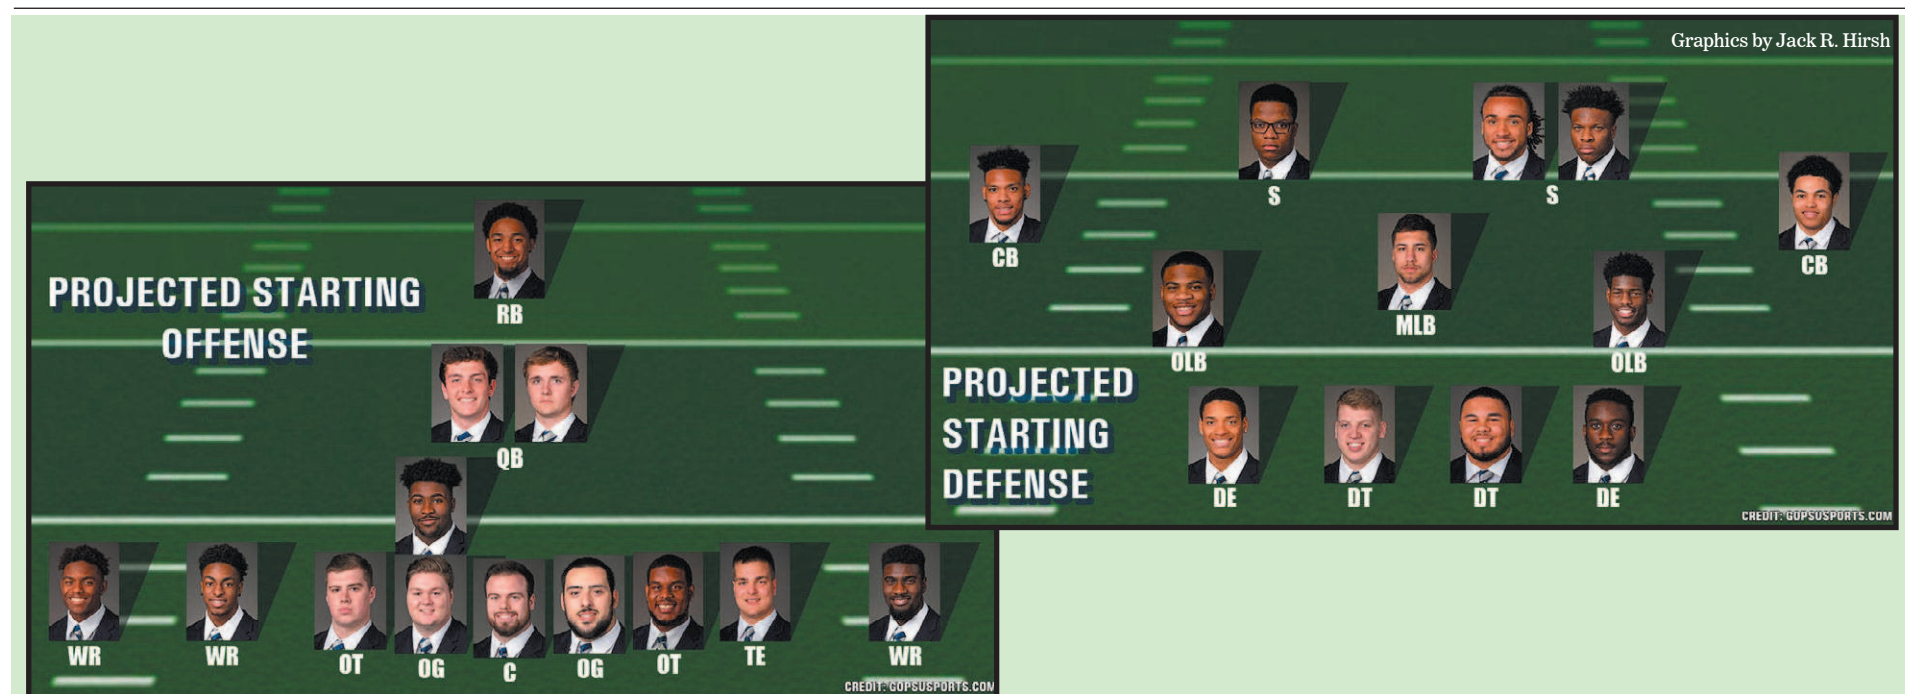 Graphics by Jack R. Hirsh
S
S
CB
CB
OLB
MLB
OLB
PROJECTED
STARTING
DEFENSE
DE
DT
DT
DE
CREDIT: GOPSUSPORTS.COM
PROJECTED STARTING
OFFENSE
RB
QB
WR
WR
OT
OG
C
OG
OT
TE
WR
CREDIT: GOPSUSPORTS.COM